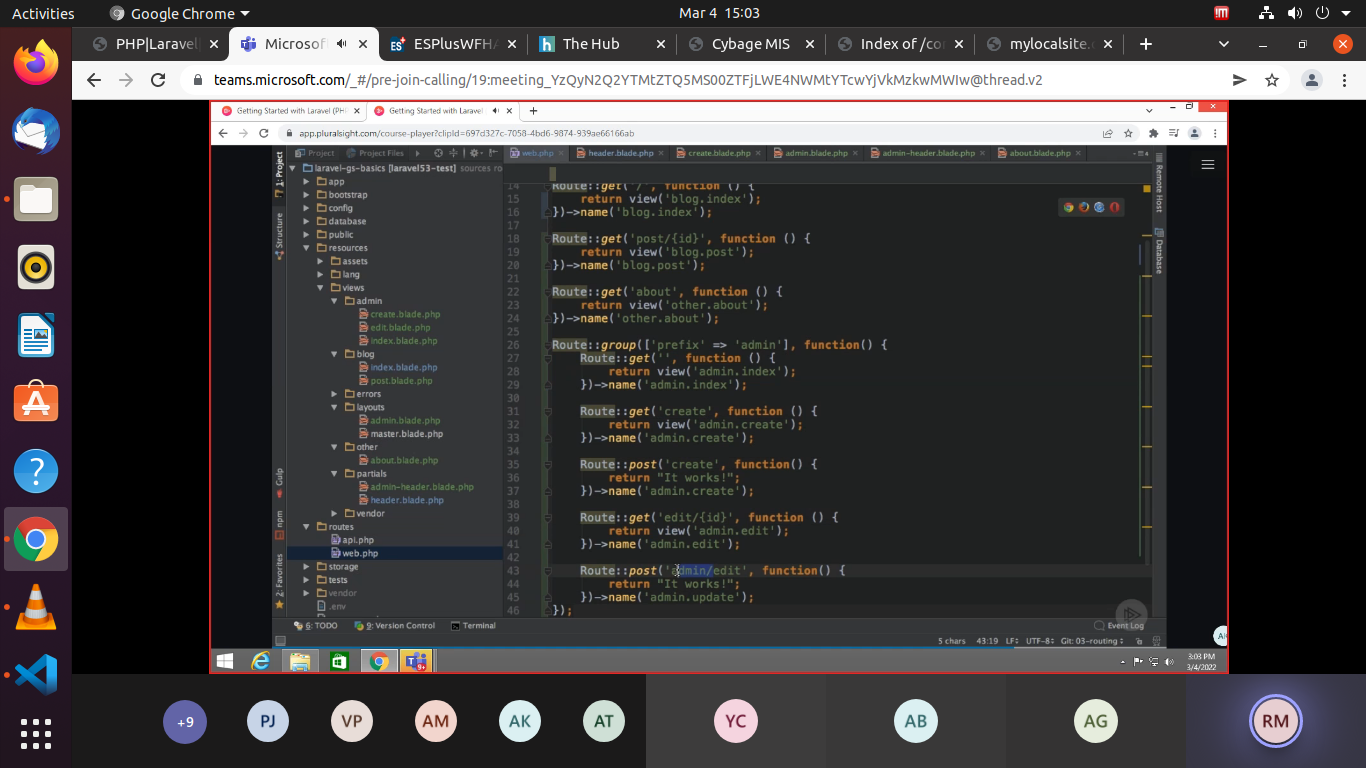 Activities
Google Chrome
Mar 4 15:03
PHP|Laravel
Microsof
ESPlusWFH
The Hub
Cybage MIS
Index of /co
mylocalsite.c
teams.microsoft.com/_#/pre-join-calling/19:meeting_YzQyN2Q2YTMtZTQ5MS00ZTFjLWE4NWMtYTcwYjVkMzkwMWIw@thread.v2
Getting Started with Laravel (PH
Getting Started with Laravel
app.pluralsight.com/course-player?clipId=697d327c-7058-4bd6-9874-939ae66166ab
1: Project
Structure
Gulp
npm
2: Favorites
Project
Project Files
web.php
header.blade.php
create.blade.php
admin.blade.php
admin-header.blade.php
about.blade.php
Remote Host
Database
laravel-gs-basics [laravel53-test] sources ro
app
bootstrap
config
database
public
resources
assets
lang
views
admin
create.blade.php
edit.blade.php
index.blade.php
blog
index.blade.php
post.blade.php
errors
layouts
admin.blade.php
master.blade.php
other
about.blade.php
partials
admin-header.blade.php
header.blade.php
vendor
routes
api.php
web.php
storage
tests
vendor
.env
14 Route::get('/', function () {
15 return view('blog.index');
16 })->name('blog.index');
17
18 Route::get('post/{id}', function () {
19 return view('blog.post');
20 })->name('blog.post');
21
22 Route::get('about', function () {
23 return view('other.about');
24 })->name('other.about');
25
26 Route::group(['prefix' => 'admin'], function() {
27 Route::get('', function () {
28 return view('admin.index');
29 })->name('admin.index');
30
31 Route::get('create', function () {
32 return view('admin.create');
33 })->name('admin.create');
34
35 Route::post('create', function() {
36 return "It works!";
37 })->name('admin.create');
38
39 Route::get('edit/{id}', function () {
40 return view('admin.edit');
41 })->name('admin.edit');
42
43 Route::post('admin/edit', function() {
44 return "It works!";
45 })->name('admin.update');
46 });
6: TODO
9: Version Control
Terminal
Event Log
5 chars
43:19
LF
UTF-8
Git: 03-routing
9+
3:03 PM
3/4/2022
+9
PJ
VP
AM
AK
AT
YC
AB
AG
RM